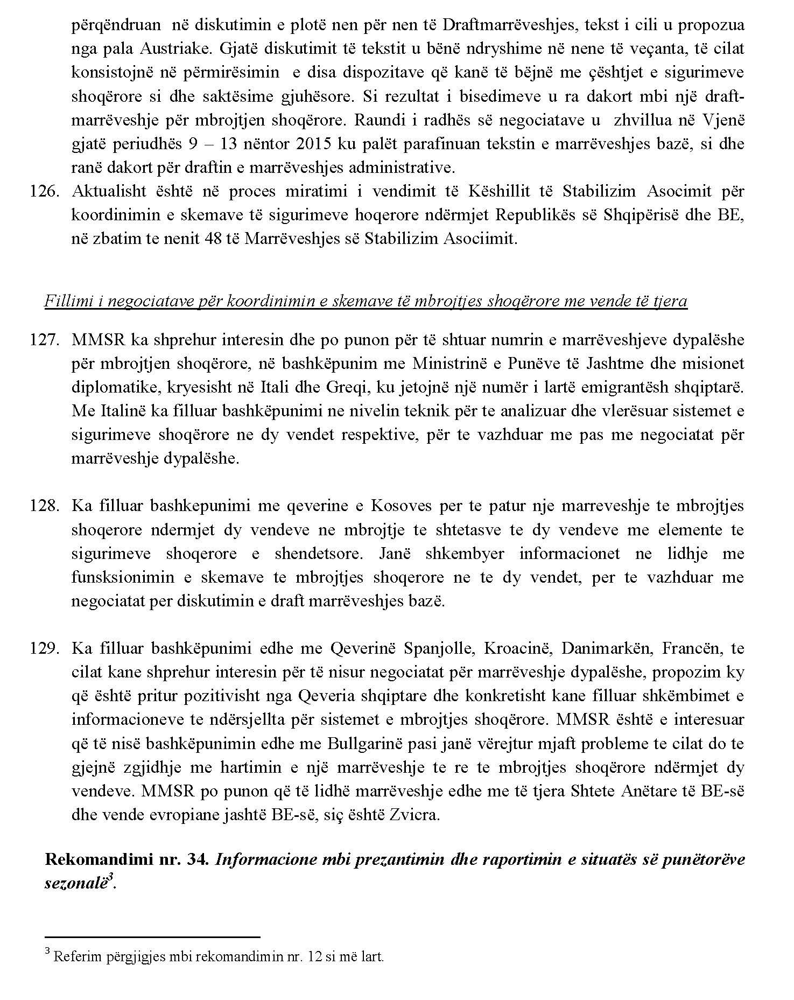 përqëndruan  në diskutimin e plotë nen për nen të Draftmarrëveshjes, tekst i cili u propozua
nga pala Austriake. Gjatë diskutimit të tekstit u bënë ndryshime në nene të veçanta, të cilat
konsistojnë në përmirësimin  e disa dispozitave që kanë të bëjnë me çështjet e sigurimeve
shoqërore si dhe saktësime gjuhësore. Si rezultat i bisedimeve u ra dakort mbi një draft-
marrëveshje për mbrojtjen shoqërore. Raundi i radhës së negociatave u  zhvillua në Vjenë
gjatë periudhës 9 – 13 nëntor 2015 ku palët parafinuan tekstin e marrëveshjes bazë, si dhe
ranë dakort për draftin e marrëveshjes administrative.
126. Aktualisht është në proces miratimi i vendimit të Këshillit të Stabilizim Asocimit për
koordinimin e skemave të sigurimeve hoqerore ndërmjet Republikës së Shqipërisë dhe BE,
në zbatim te nenit 48 të Marrëveshjes së Stabilizim Asociimit.
Fillimi i negociatave për koordinimin e skemave të mbrojtjes shoqërore me vende të tjera
127. MMSR ka shprehur interesin dhe po punon për të shtuar numrin e marrëveshjeve dypalëshe
për mbrojtjen shoqërore, në bashkëpunim me Ministrinë e Punëve të Jashtme dhe misionet
diplomatike, kryesisht në Itali dhe Greqi, ku jetojnë një numër i lartë emigrantësh shqiptarë.
Me Italinë ka filluar bashkëpunimi ne nivelin teknik për te analizuar dhe vlerësuar sistemet e
sigurimeve shoqërore ne dy vendet respektive, për te vazhduar me pas me negociatat për
marrëveshje dypalëshe.
128. Ka filluar bashkepunimi me qeverine e Kosoves per te patur nje marreveshje te mbrojtjes
shoqerore ndermjet dy vendeve ne mbrojtje te shtetasve te dy vendeve me elemente te
sigurimeve shoqerore e shendetsore. Janë shkembyer informacionet ne lidhje me
funsksionimin e skemave te mbrojtjes shoqerore ne te dy vendet, per te vazhduar me
negociatat per diskutimin e draft marrëveshjes bazë.
129. Ka filluar bashkëpunimi edhe me Qeverinë Spanjolle, Kroacinë, Danimarkën, Francën, te
cilat kane shprehur interesin për të nisur negociatat për marrëveshje dypalëshe, propozim ky
që është pritur pozitivisht nga Qeveria shqiptare dhe konkretisht kane filluar shkëmbimet e
informacioneve te ndërsjellta për sistemet e mbrojtjes shoqërore. MMSR është e interesuar
që të nisë bashkëpunimin edhe me Bullgarinë pasi janë vërejtur mjaft probleme te cilat do te
gjejnë zgjidhje me hartimin e një marrëveshje te re te mbrojtjes shoqërore ndërmjet dy
vendeve. MMSR po punon që të lidhë marrëveshje edhe me të tjera Shtete Anëtare të BE-së
dhe vende evropiane jashtë BE-së, siç është Zvicra.
Rekomandimi nr. 34. Informacione mbi prezantimin dhe raportimin e situatës së punëtorëve
sezonalë³.
³ Referim përgjigjes mbi rekomandimin nr. 12 si më lart.